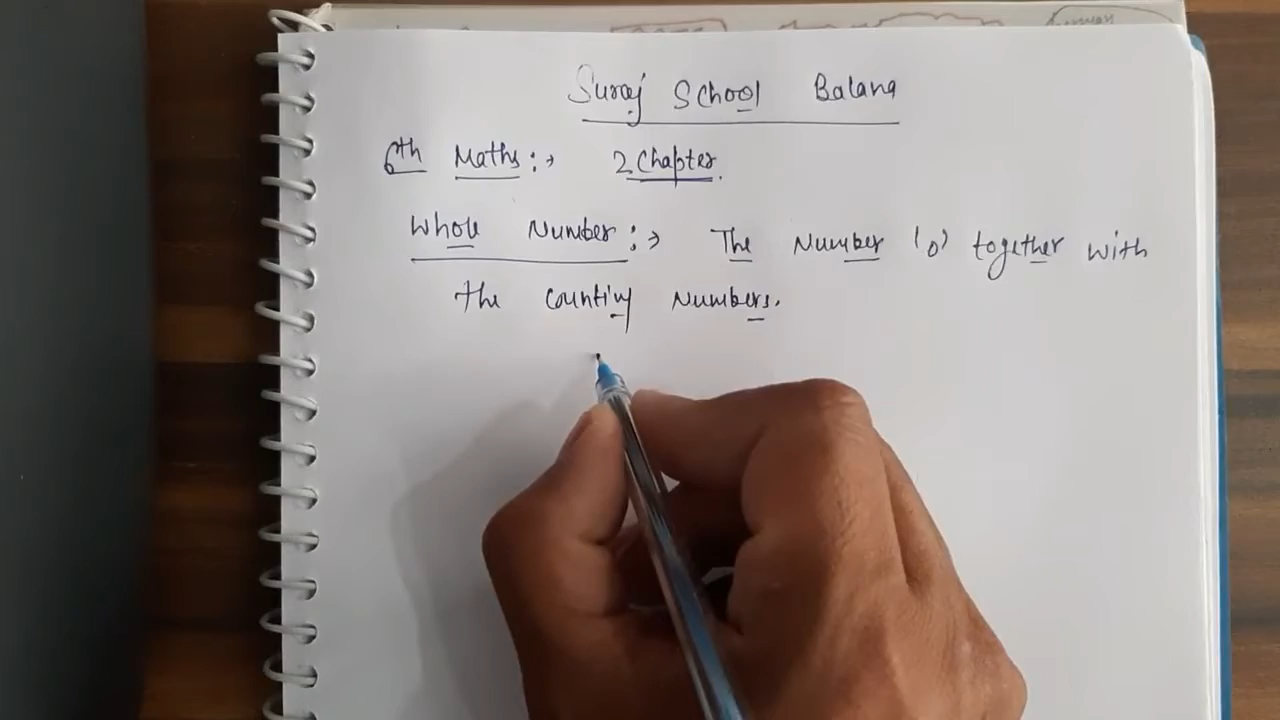 Suraj School Balana
6th Maths:→ 2 Chapter.
Whole Number:→ The Number '0' together with
the counting Numbers.